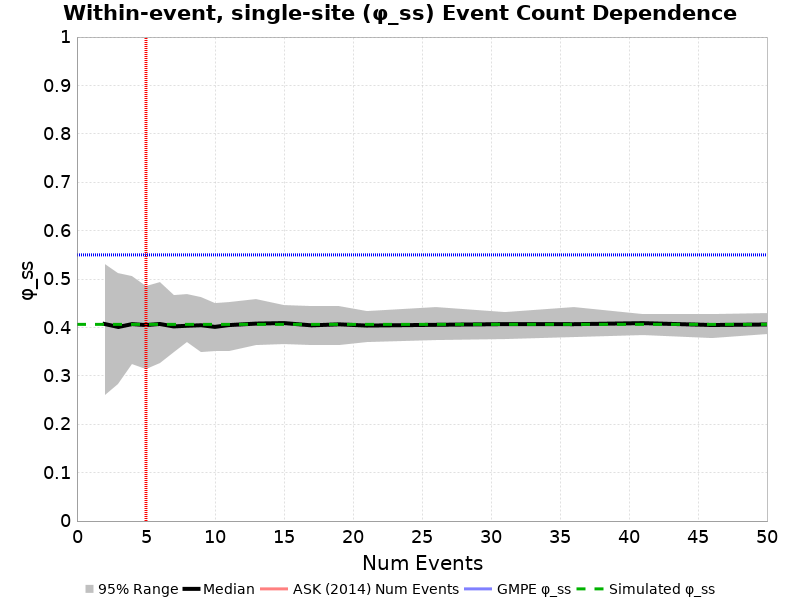 Within-event, single-site (φ_ss) Event Count Dependence
1
0.9
0.8
0.7
0.6
0.5
0.4
0.3
0.2
0.1
0
φ_ss
0 5 10 15 20 25 30 35 40 45 50
Num Events
95% Range Median ASK (2014) Num Events GMPE φ_ss Simulated φ_ss